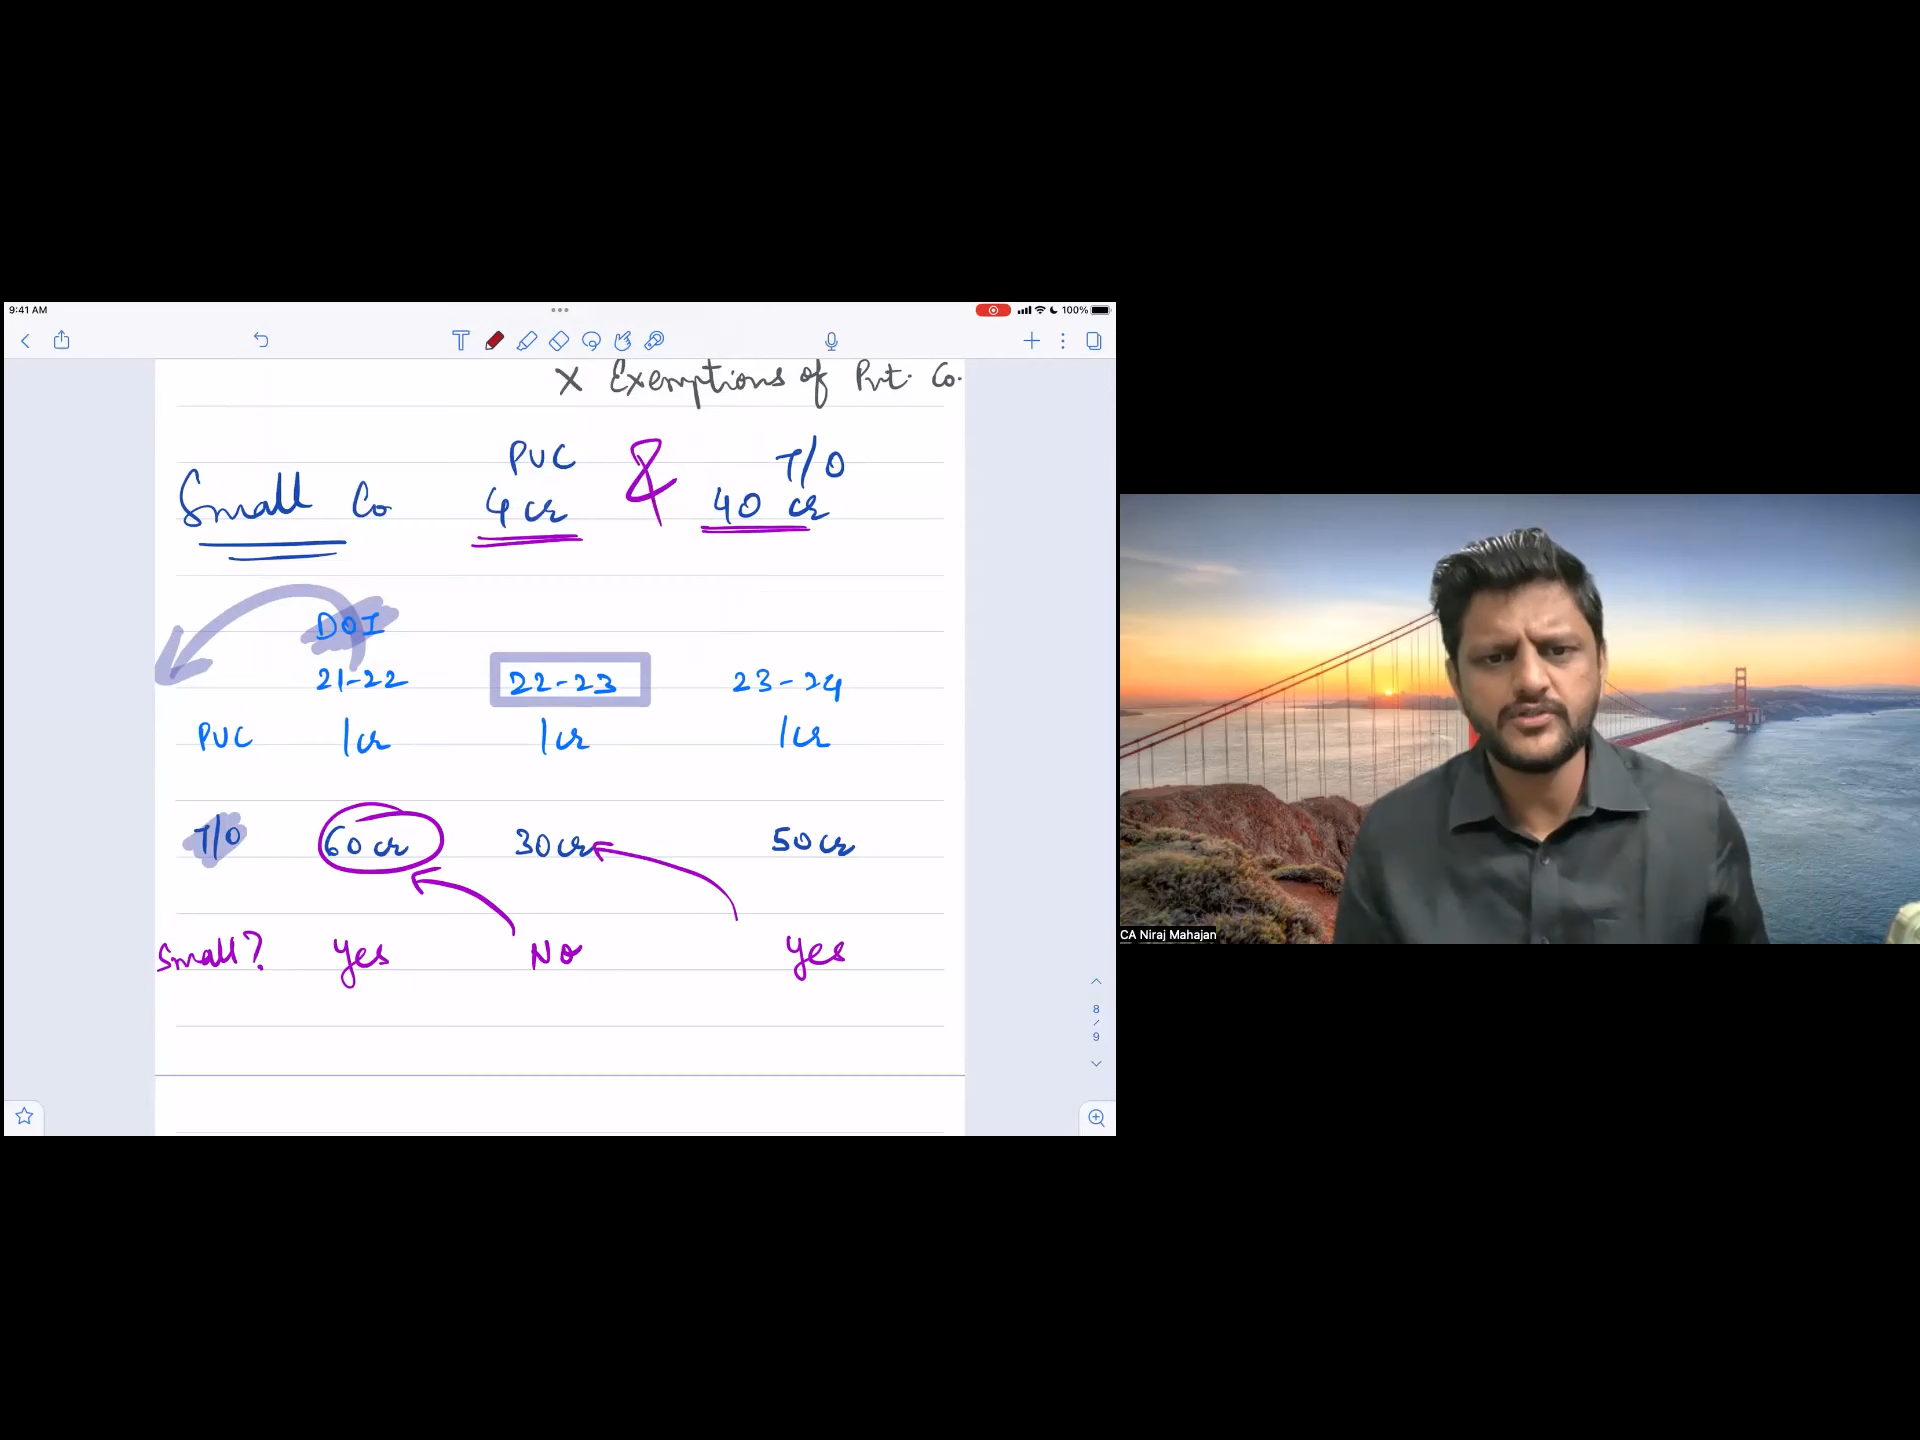 9:41 AM
100%
X Exemptions of Pvt. Co.
PUC & T/O
Small Co 4 cr 40 cr
DOI
21-22 22-23 23-24
PUC 1cr 1cr 1cr
T/O 60 cr 30 cr 50 cr
Small? Yes No Yes
8
/
9
CA Niraj Mahajan